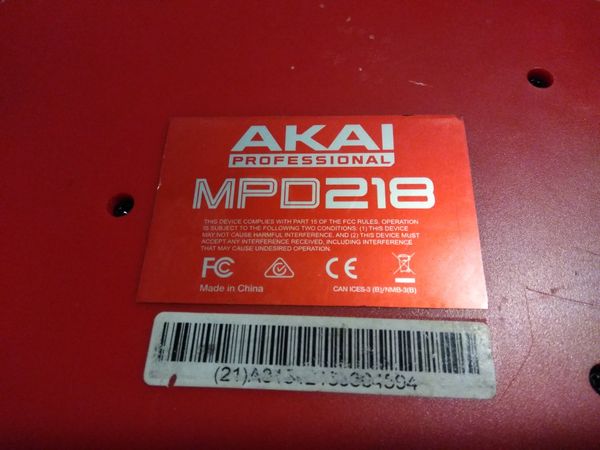 AKAI
PROFESSIONAL
MPD218
THIS DEVICE COMPLIES WITH PART 15 OF THE FCC RULES. OPERATION
IS SUBJECT TO THE FOLLOWING TWO CONDITIONS: (1) THIS DEVICE
MAY NOT CAUSE HARMFUL INTERFERENCE, AND (2) THIS DEVICE MUST
ACCEPT ANY INTERFERENCE RECEIVED, INCLUDING INTERFERENCE
THAT MAY CAUSE UNDESIRED OPERATION.
FC CE
Made in China CAN ICES-3 (B)/NMB-3(B)